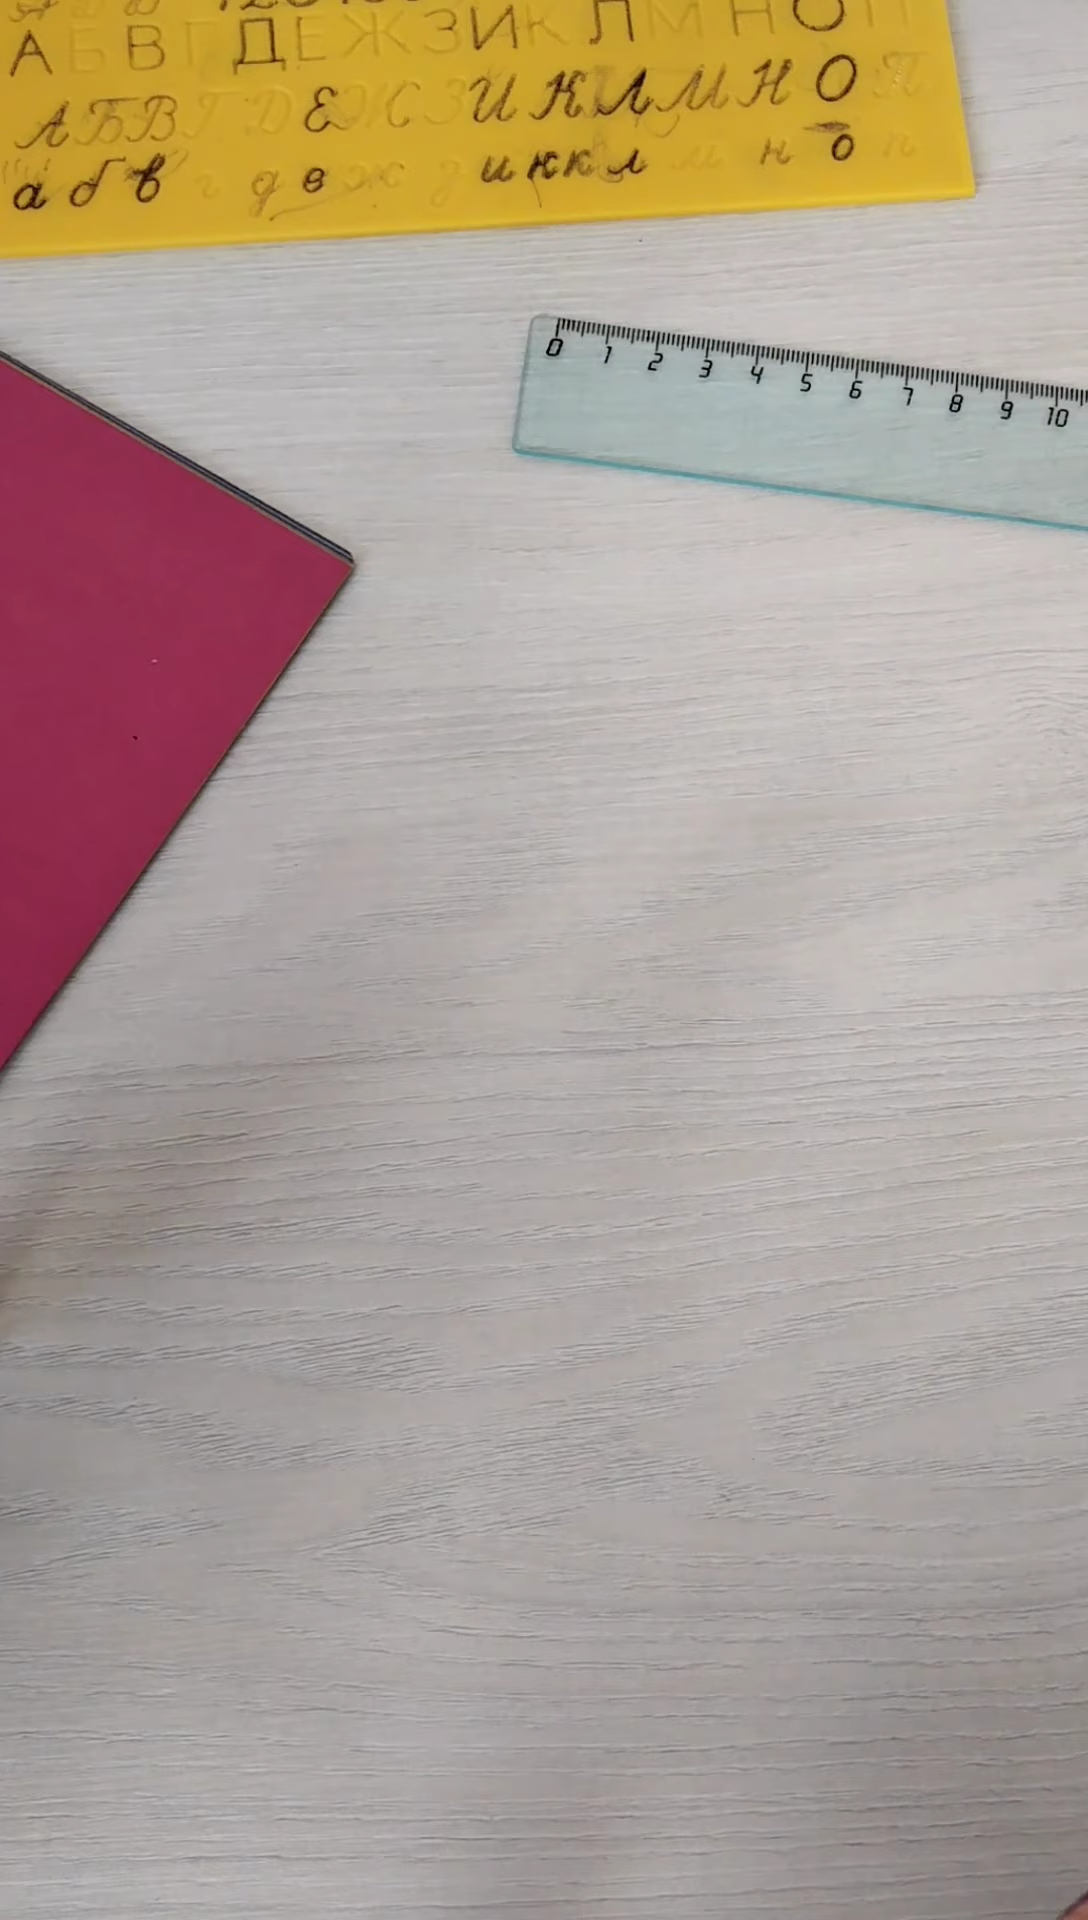 А Б В Г Д Е Ж З И К Л М Н О П
А Б В Г Д Е Ж З И К Л М Н О П
а б в г д е ж з и к к л м н о п
0 1 2 3 4 5 6 7 8 9 10